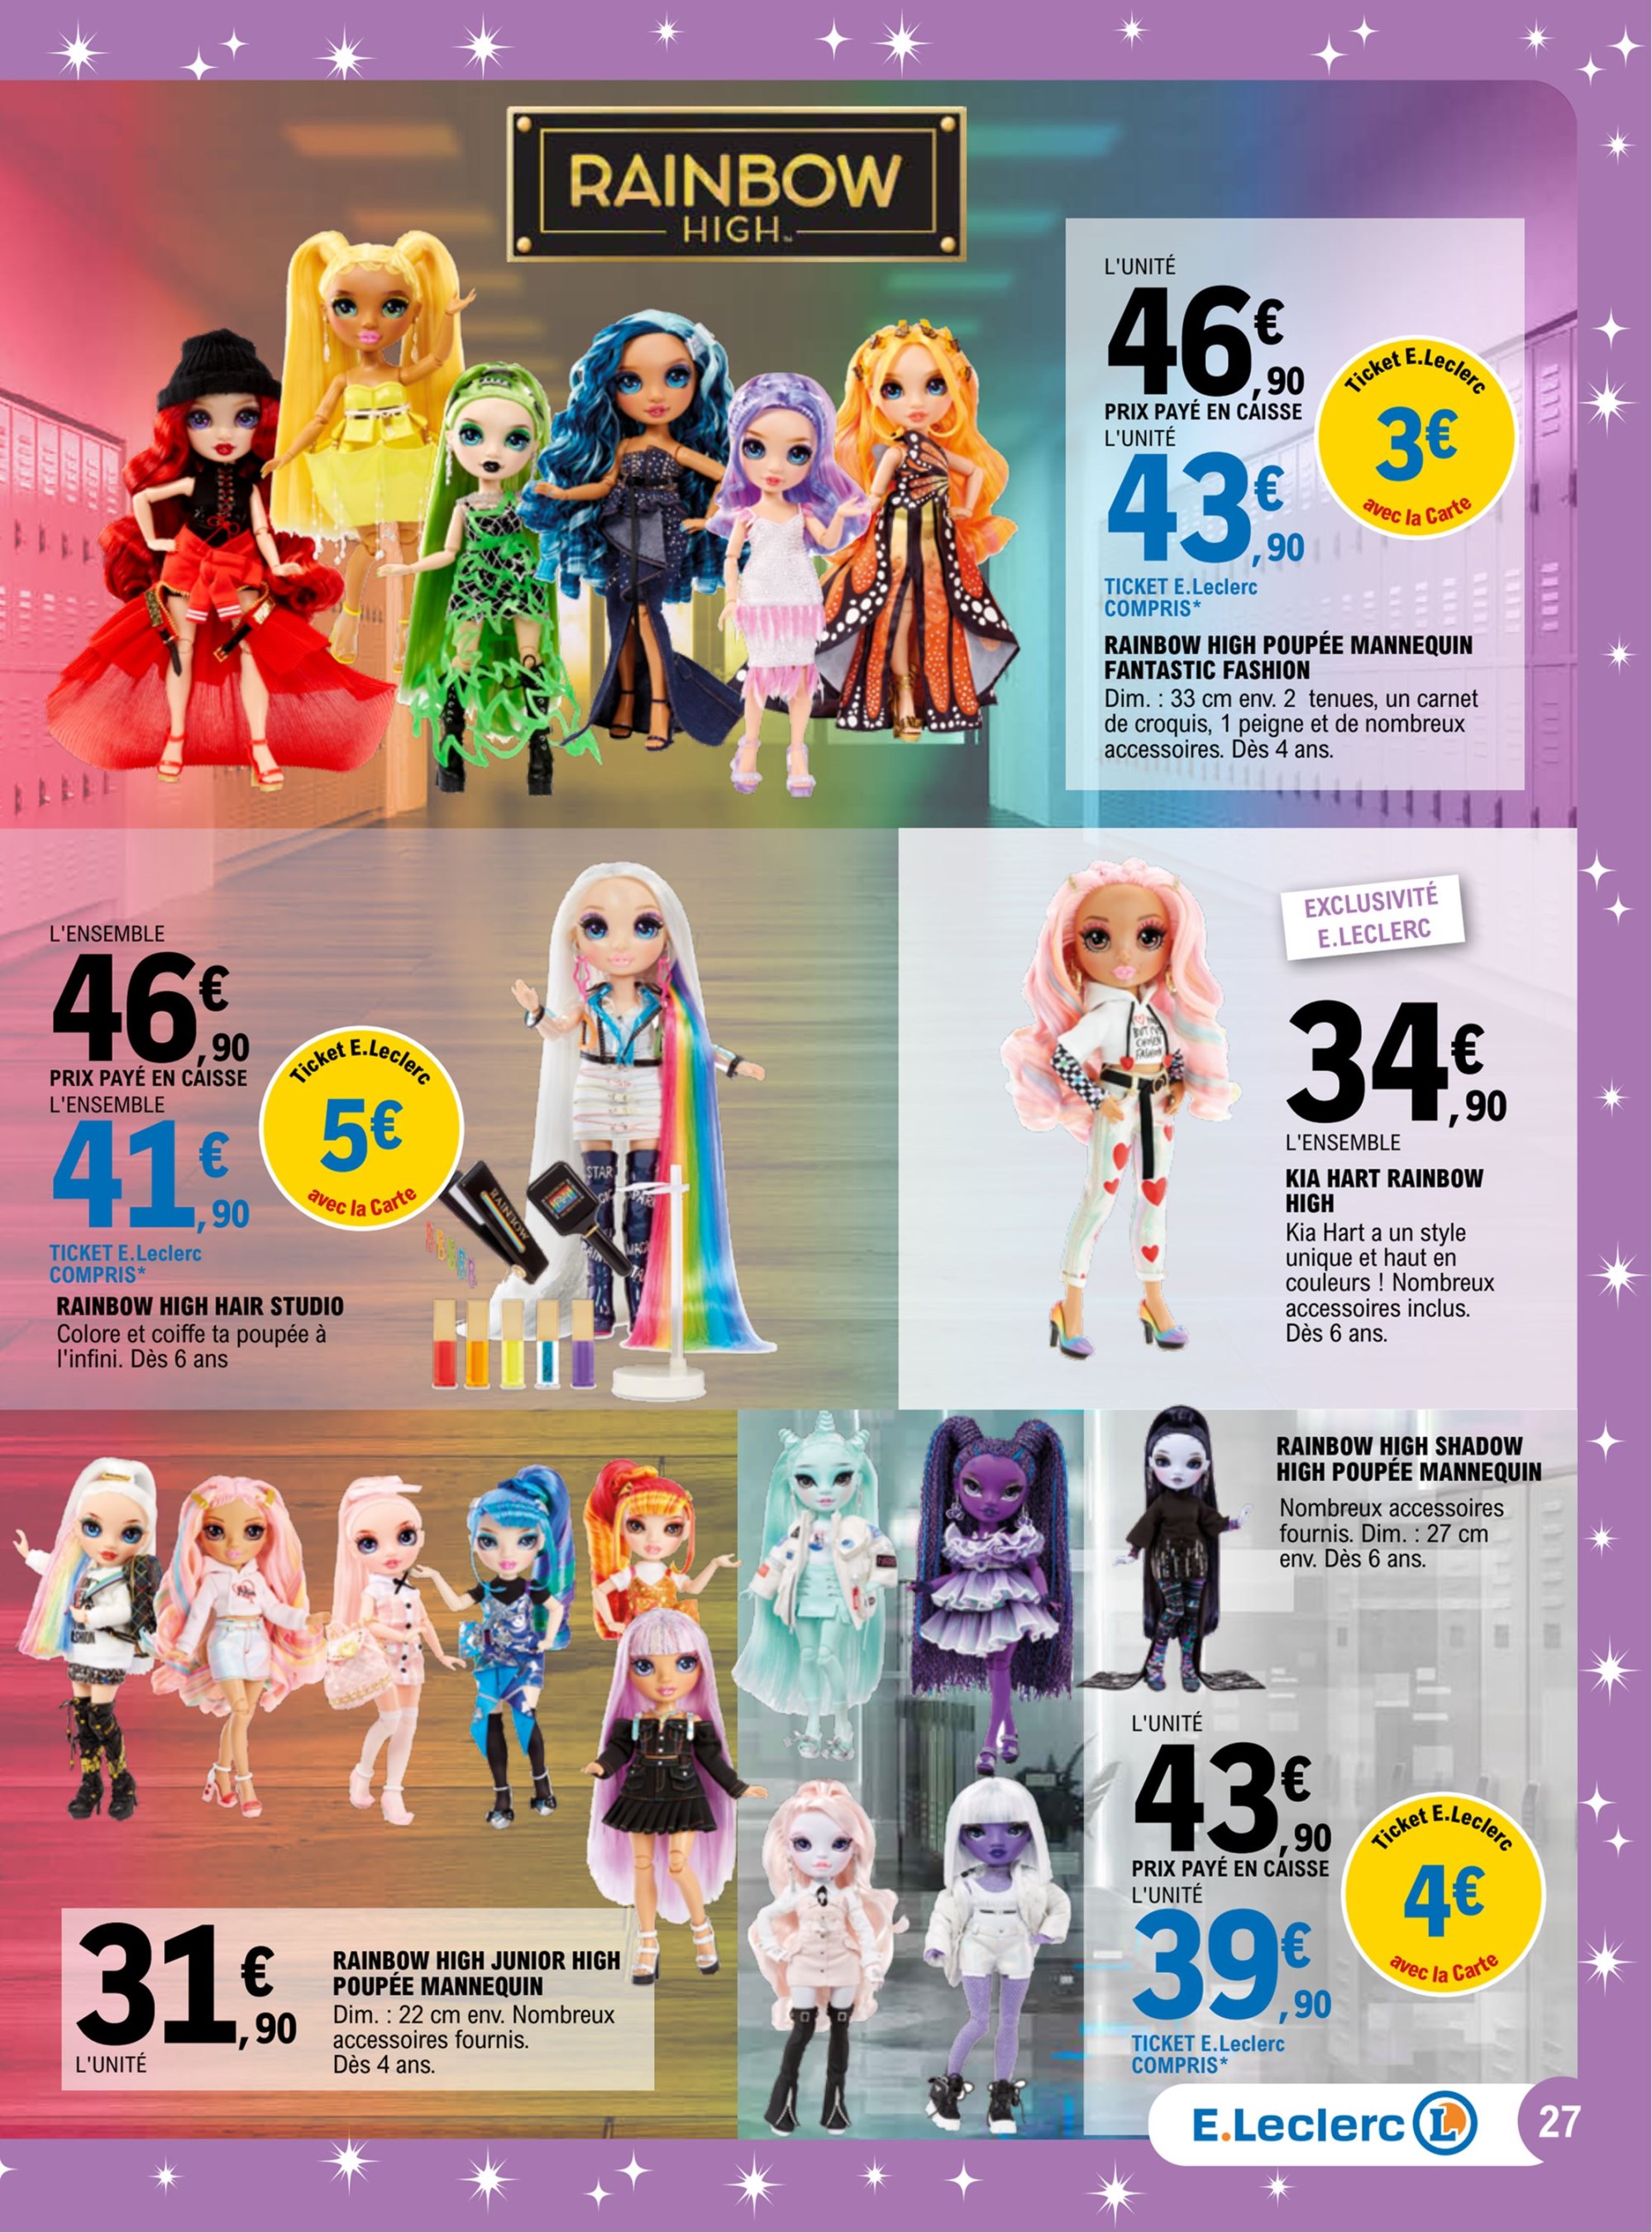 RAINBOW
HIGH™
L'UNITÉ
46€,90
PRIX PAYÉ EN CAISSE
L'UNITÉ
43€,90
TICKET E.Leclerc
COMPRIS*
Ticket E.Leclerc
3€
avec la Carte
RAINBOW HIGH POUPÉE MANNEQUIN
FANTASTIC FASHION
Dim. : 33 cm env. 2 tenues, un carnet
de croquis, 1 peigne et de nombreux
accessoires. Dès 4 ans.
L'ENSEMBLE
46€,90
PRIX PAYÉ EN CAISSE
L'ENSEMBLE
41€,90
TICKET E.Leclerc
COMPRIS*
Ticket E.Leclerc
5€
avec la Carte
RAINBOW HIGH HAIR STUDIO
Colore et coiffe ta poupée à
l'infini. Dès 6 ans
STAR
RAINBOW
EXCLUSIVITÉ
E.LECLERC
34€,90
L'ENSEMBLE
KIA HART RAINBOW
HIGH
Kia Hart a un style
unique et haut en
couleurs ! Nombreux
accessoires inclus.
Dès 6 ans.
RAINBOW HIGH SHADOW
HIGH POUPÉE MANNEQUIN
Nombreux accessoires
fournis. Dim. : 27 cm
env. Dès 6 ans.
L'UNITÉ
43€,90
PRIX PAYÉ EN CAISSE
L'UNITÉ
39€,90
TICKET E.Leclerc
COMPRIS*
Ticket E.Leclerc
4€
avec la Carte
31€,90
L'UNITÉ
RAINBOW HIGH JUNIOR HIGH
POUPÉE MANNEQUIN
Dim. : 22 cm env. Nombreux
accessoires fournis.
Dès 4 ans.
E.Leclerc L
27